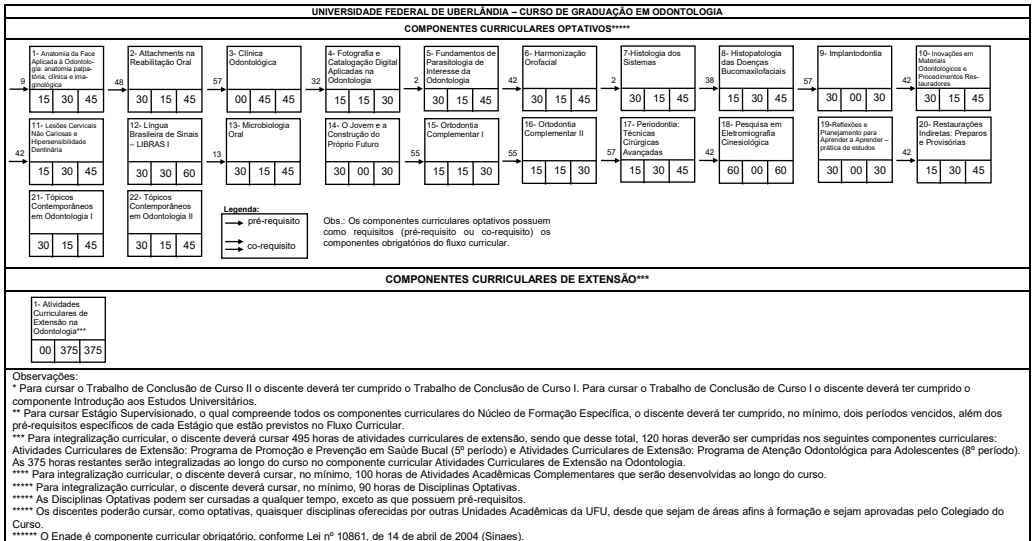 UNIVERSIDADE FEDERAL DE UBERLÂNDIA – CURSO DE GRADUAÇÃO EM ODONTOLOGIA
COMPONENTES CURRICULARES OPTATIVOS*****
9
1- Anatomia da Face
Aplicada à Odontolo-
gia: anatomia palpa-
tória, clínica e ima-
ginológica
15 30 45
48
2- Attachments na
Reabilitação Oral
30 15 45
57
3- Clínica
Odontológica
00 45 45
32
4- Fotografia e
Catalogação Digital
Aplicadas na
Odontologia
15 15 30
2
5- Fundamentos de
Parasitologia de
Interesse da
Odontologia
30 15 45
42
6- Harmonização
Orofacial
30 15 45
2
7-Histologia dos
Sistemas
30 15 45
38
8- Histopatologia
das Doenças
Bucomaxilofaciais
15 30 45
57
9- Implantodontia
30 00 30
42
10- Inovações em
Materiais
Odontológicos e
Procedimentos Res-
tauradores
30 15 45
42
11- Lesões Cervicais
Não Cariosas e
Hipersensibilidade
Dentinária
15 30 45
12- Língua
Brasileira de Sinais
– LIBRAS I
30 30 60
13
13- Microbiologia
Oral
30 15 45
14- O Jovem e a
Construção do
Próprio Futuro
30 00 30
55
15- Ortodontia
Complementar I
15 15 30
55
16- Ortodontia
Complementar II
15 15 30
57
17- Periodontia:
Técnicas
Cirúrgicas
Avançadas
15 30 45
42
18- Pesquisa em
Eletromiografia
Cinesiológica
60 00 60
19-Reflexões e
Planejamento para
Aprender a Aprender –
prática de estudos
30 00 30
42
20- Restaurações
Indiretas: Preparos
e Provisórias
15 30 45
21- Tópicos
Contemporâneos
em Odontologia I
30 15 45
22- Tópicos
Contemporâneos
em Odontologia II
30 15 45
Legenda:
pré-requisito
co-requisito
Obs.: Os componentes curriculares optativos possuem
como requisitos (pré-requisito ou co-requisito) os
componentes obrigatórios do fluxo curricular.
COMPONENTES CURRICULARES DE EXTENSÃO***
1- Atividades
Curriculares de
Extensão na
Odontologia***
00 375 375
Observações:
* Para cursar o Trabalho de Conclusão de Curso II o discente deverá ter cumprido o Trabalho de Conclusão de Curso I. Para cursar o Trabalho de Conclusão de Curso I o discente deverá ter cumprido o
componente Introdução aos Estudos Universitários.
** Para cursar Estágio Supervisionado, o qual compreende todos os componentes curriculares do Núcleo de Formação Específica, o discente deverá ter cumprido, no mínimo, dois períodos vencidos, além dos
pré-requisitos específicos de cada Estágio que estão previstos no Fluxo Curricular.
*** Para integralização curricular, o discente deverá cursar 495 horas de atividades curriculares de extensão, sendo que desse total, 120 horas deverão ser cumpridas nos seguintes componentes curriculares:
Atividades Curriculares de Extensão: Programa de Promoção e Prevenção em Saúde Bucal (5º período) e Atividades Curriculares de Extensão: Programa de Atenção Odontológica para Adolescentes (8º período).
As 375 horas restantes serão integralizadas ao longo do curso no componente curricular Atividades Curriculares de Extensão na Odontologia.
**** Para integralização curricular, o discente deverá cursar, no mínimo, 100 horas de Atividades Acadêmicas Complementares que serão desenvolvidas ao longo do curso.
***** Para integralização curricular, o discente deverá cursar, no mínimo, 90 horas de Disciplinas Optativas.
***** As Disciplinas Optativas podem ser cursadas a qualquer tempo, exceto as que possuem pré-requisitos.
***** Os discentes poderão cursar, como optativas, quaisquer disciplinas oferecidas por outras Unidades Acadêmicas da UFU, desde que sejam de áreas afins à formação e sejam aprovadas pelo Colegiado do
Curso.
****** O Enade é componente curricular obrigatório, conforme Lei nº 10861, de 14 de abril de 2004 (Sinaes).